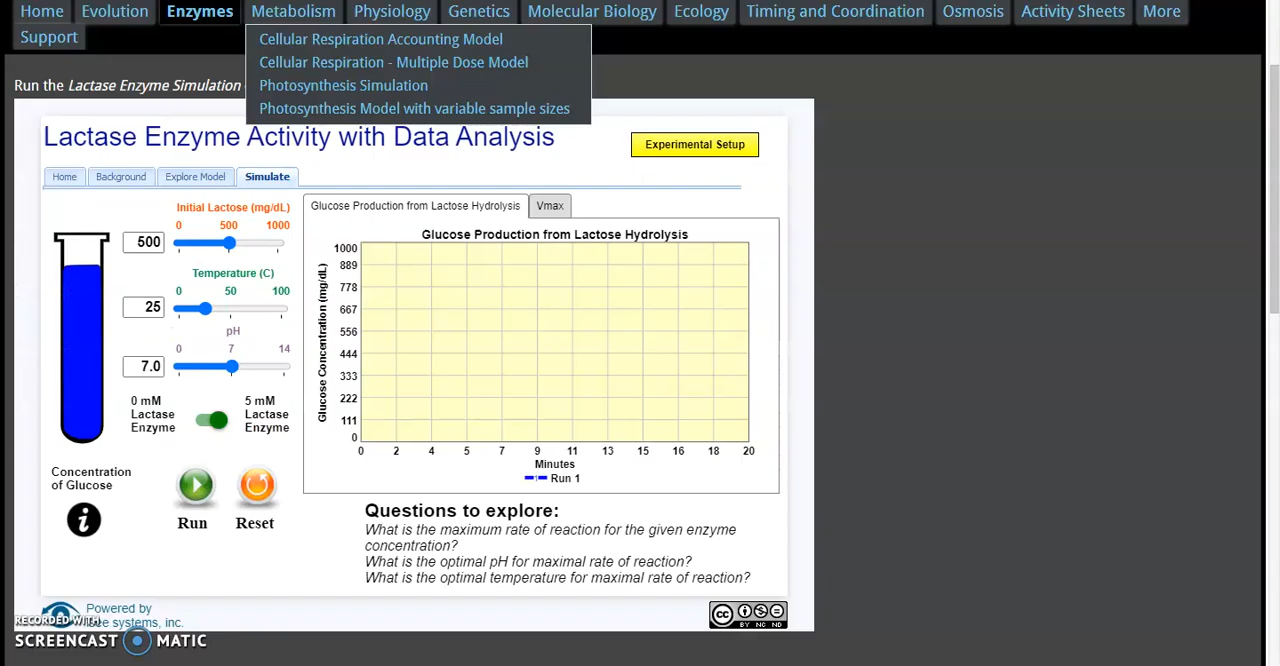 Home Evolution Enzymes Metabolism Physiology Genetics Molecular Biology Ecology Timing and Coordination Osmosis Activity Sheets More
Support
Cellular Respiration Accounting Model
Cellular Respiration - Multiple Dose Model
Photosynthesis Simulation
Photosynthesis Model with variable sample sizes
Run the Lactase Enzyme Simulation
Lactase Enzyme Activity with Data Analysis
Experimental Setup
Home Background Explore Model Simulate
Initial Lactose (mg/dL)
0 500 1000
500
Temperature (C)
0 50 100
25
pH
0 7 14
7.0
0 mM
Lactase
Enzyme
5 mM
Lactase
Enzyme
Concentration
of Glucose
i
Run Reset
Glucose Production from Lactose Hydrolysis Vmax
Glucose Production from Lactose Hydrolysis
Glucose Concentration (mg/dL)
1000
889
778
667
556
444
333
222
111
0
0 2 4 5 7 9 11 13 15 16 18 20
Minutes
1 Run 1
Questions to explore:
What is the maximum rate of reaction for the given enzyme
concentration?
What is the optimal pH for maximal rate of reaction?
What is the optimal temperature for maximal rate of reaction?
Powered by
isee systems, inc.
cc
BY NC ND
RECORDED WITH
SCREENCAST MATIC